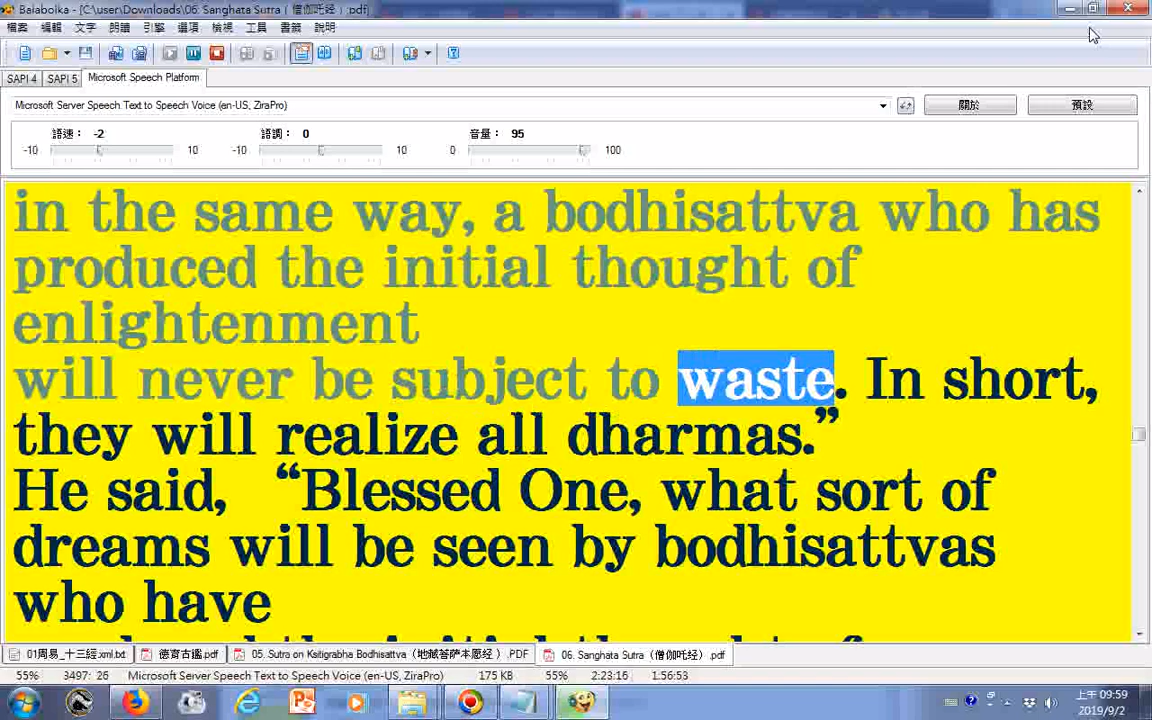 Balabolka - [C:\user\Downloads\06. Sanghata Sutra ( 僧伽吒经 ) .pdf]
檔案 編輯 文字 朗讀 引擎 選項 檢視 工具 書籤 說明
SAPI 4 SAPI 5 Microsoft Speech Platform
Microsoft Server Speech Text to Speech Voice (en-US, ZiraPro) 關於 預設
語速： -2 語調： 0 音量： 95
-10 10 -10 10 0 100
in the same way, a bodhisattva who has
produced the initial thought of
enlightenment
will never be subject to waste. In short,
they will realize all dharmas.”
He said, “Blessed One, what sort of
dreams will be seen by bodhisattvas
who have
01周易_十三經.xml.txt 德育古鑑.pdf 05. Sutra on Ksitigrabha Bodhisattva（地藏菩萨本愿经）.PDF 06. Sanghata Sutra（僧伽吒经）.pdf
55% 3497: 26 Microsoft Server Speech Text to Speech Voice (en-US, ZiraPro) 175 KB 55% 2:23:16 1:56:53
上午 09:59
2019/9/2